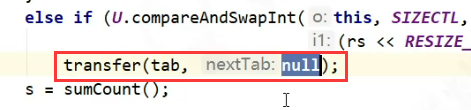 else if (U.compareAndSwapInt( o: this, SIZECTL,
i1: (rs << RESIZE_
transfer(tab, nextTab: null);
s = sumCount();